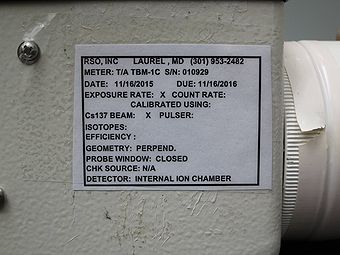 RSO, INC LAUREL , MD (301) 953-2482
METER: T/A TBM-1C S/N: 010929
DATE: 11/16/2015 DUE: 11/16/2016
EXPOSURE RATE: X COUNT RATE:
CALIBRATED USING:
Cs137 BEAM: X PULSER:
ISOTOPES:
EFFICIENCY :
GEOMETRY: PERPEND.
PROBE WINDOW: CLOSED
CHK SOURCE: N/A
DETECTOR: INTERNAL ION CHAMBER